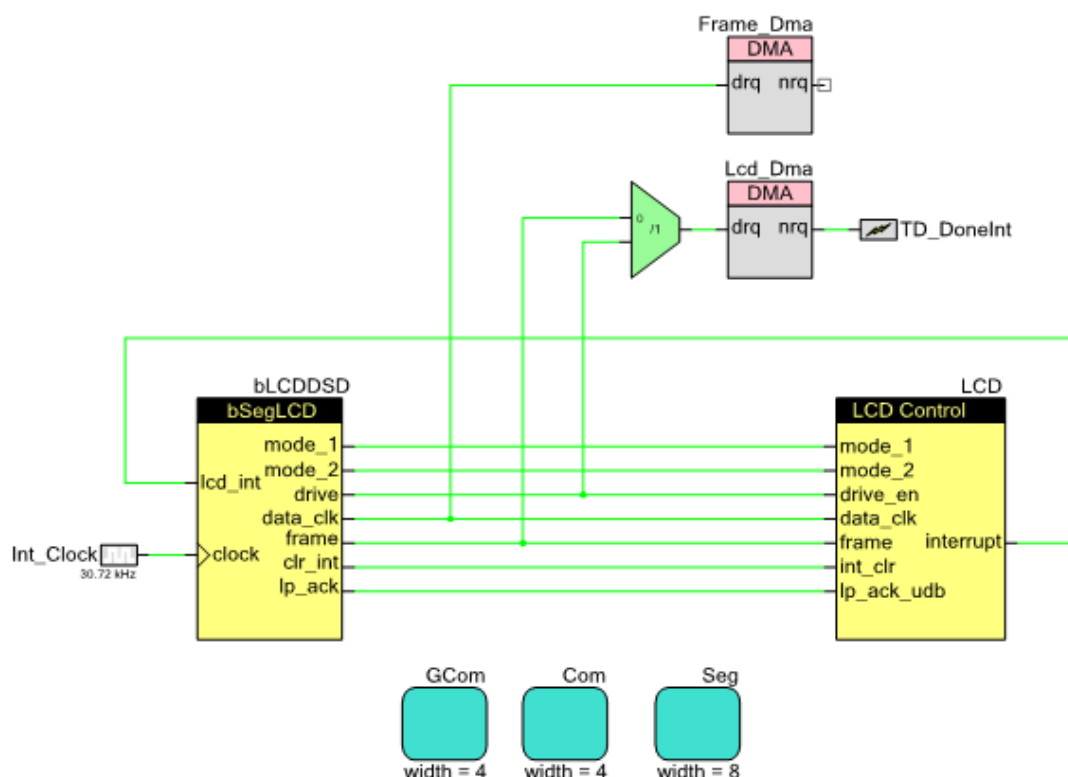 Frame_Dma
DMA
drq nrq
Lcd_Dma
DMA
0
/1
drq nrq
TD_DoneInt
bLCDDSD
bSegLCD
lcd_int
clock
mode_1
mode_2
drive
data_clk
frame
clr_int
lp_ack
Int_Clock
30.72 kHz
LCD
LCD Control
mode_1
mode_2
drive_en
data_clk
frame
int_clr
lp_ack_udb
interrupt
GCom
width = 4
Com
width = 4
Seg
width = 8